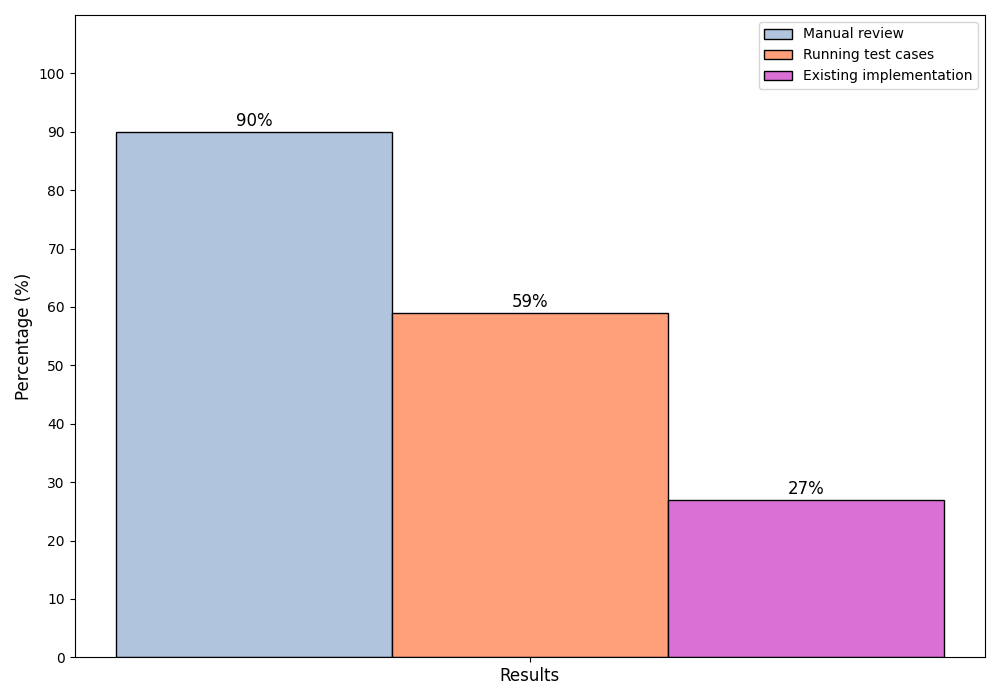 Manual review
Running test cases
Existing implementation
100
90
80
70
60
50
40
30
20
10
0
Percentage (%)
90%
59%
27%
Results